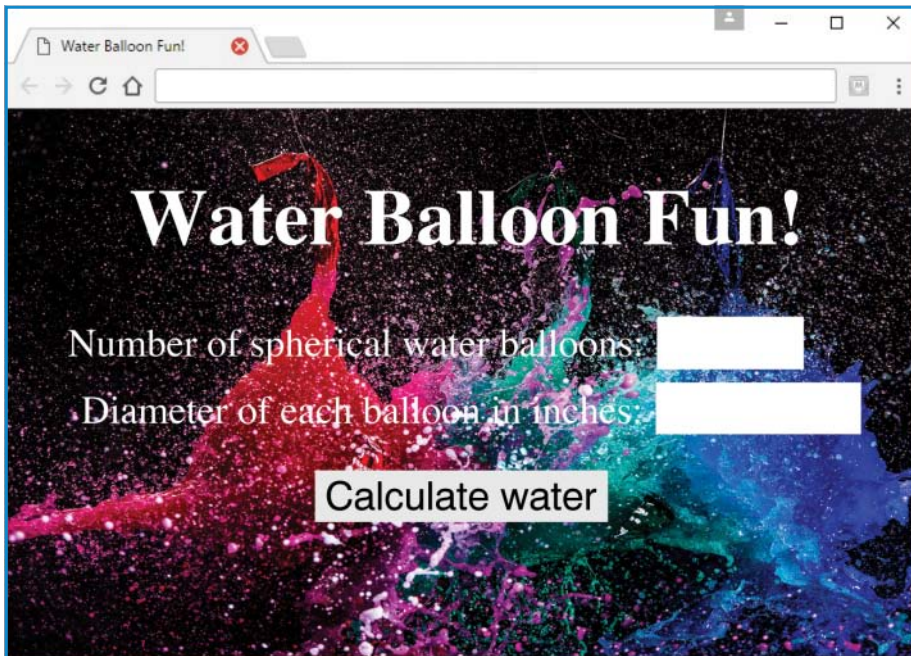 Water Balloon Fun!
Water Balloon Fun!
Number of spherical water balloons:
Diameter of each balloon in inches:
Calculate water